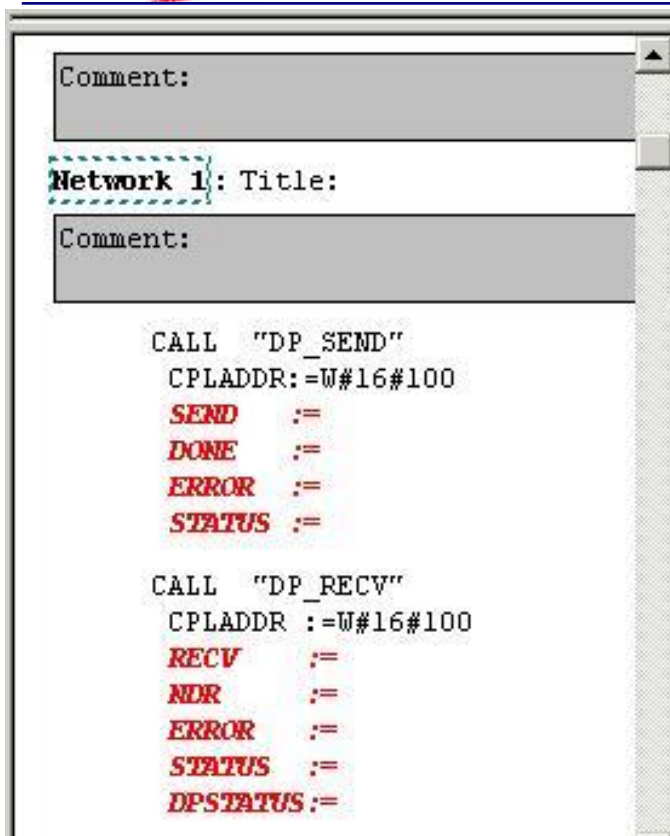 Comment:
Network 1: Title:
Comment:
CALL "DP_SEND"
CPLADDR:=W#16#100
SEND :=
DONE :=
ERROR :=
STATUS :=
CALL "DP_RECV"
CPLADDR :=W#16#100
RECV :=
NDR :=
ERROR :=
STATUS :=
DPSTATUS:=